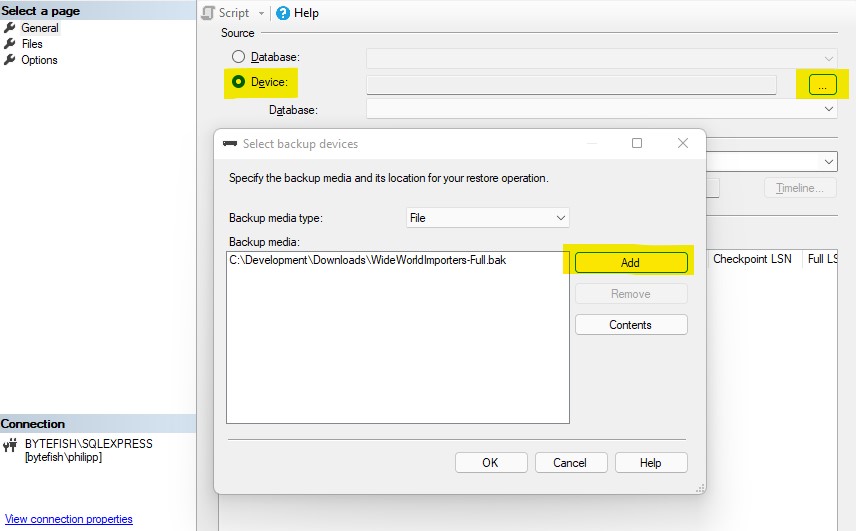 Select a page
General
Files
Options
Script
Help
Source
Database:
Device:
...
Database:
Timeline...
Checkpoint LSN
Full LS
Select backup devices
Specify the backup media and its location for your restore operation.
Backup media type:
File
Backup media:
C:\Development\Downloads\WideWorldImporters-Full.bak
Add
Remove
Contents
OK
Cancel
Help
Connection
BYTEFISH\SQLEXPRESS
[bytefish\philipp]
View connection properties